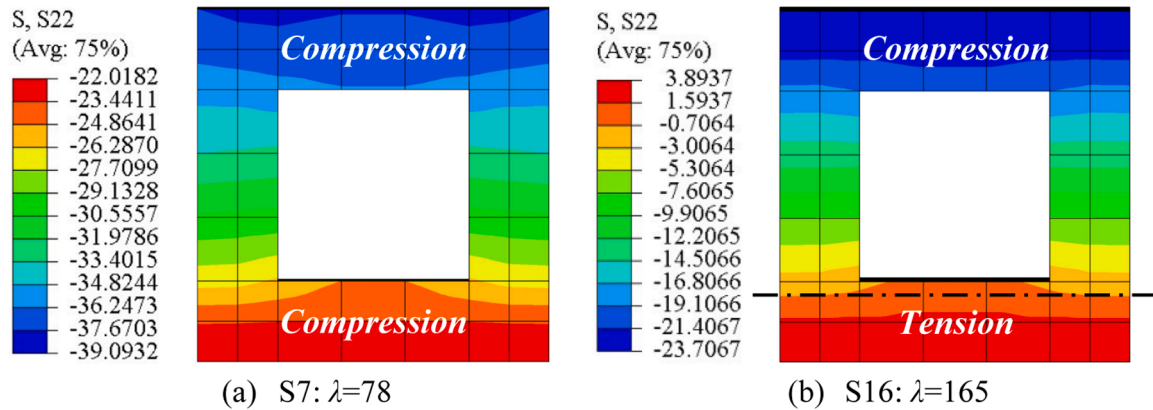 S, S22
(Avg: 75%)
-22.0182
-23.4411
-24.8641
-26.2870
-27.7099
-29.1328
-30.5557
-31.9786
-33.4015
-34.8244
-36.2473
-37.6703
-39.0932
Compression
Compression
(a) S7: λ=78
S, S22
(Avg: 75%)
3.8937
1.5937
-0.7064
-3.0064
-5.3064
-7.6065
-9.9065
-12.2065
-14.5066
-16.8066
-19.1066
-21.4067
-23.7067
Compression
Tension
(b) S16: λ=165